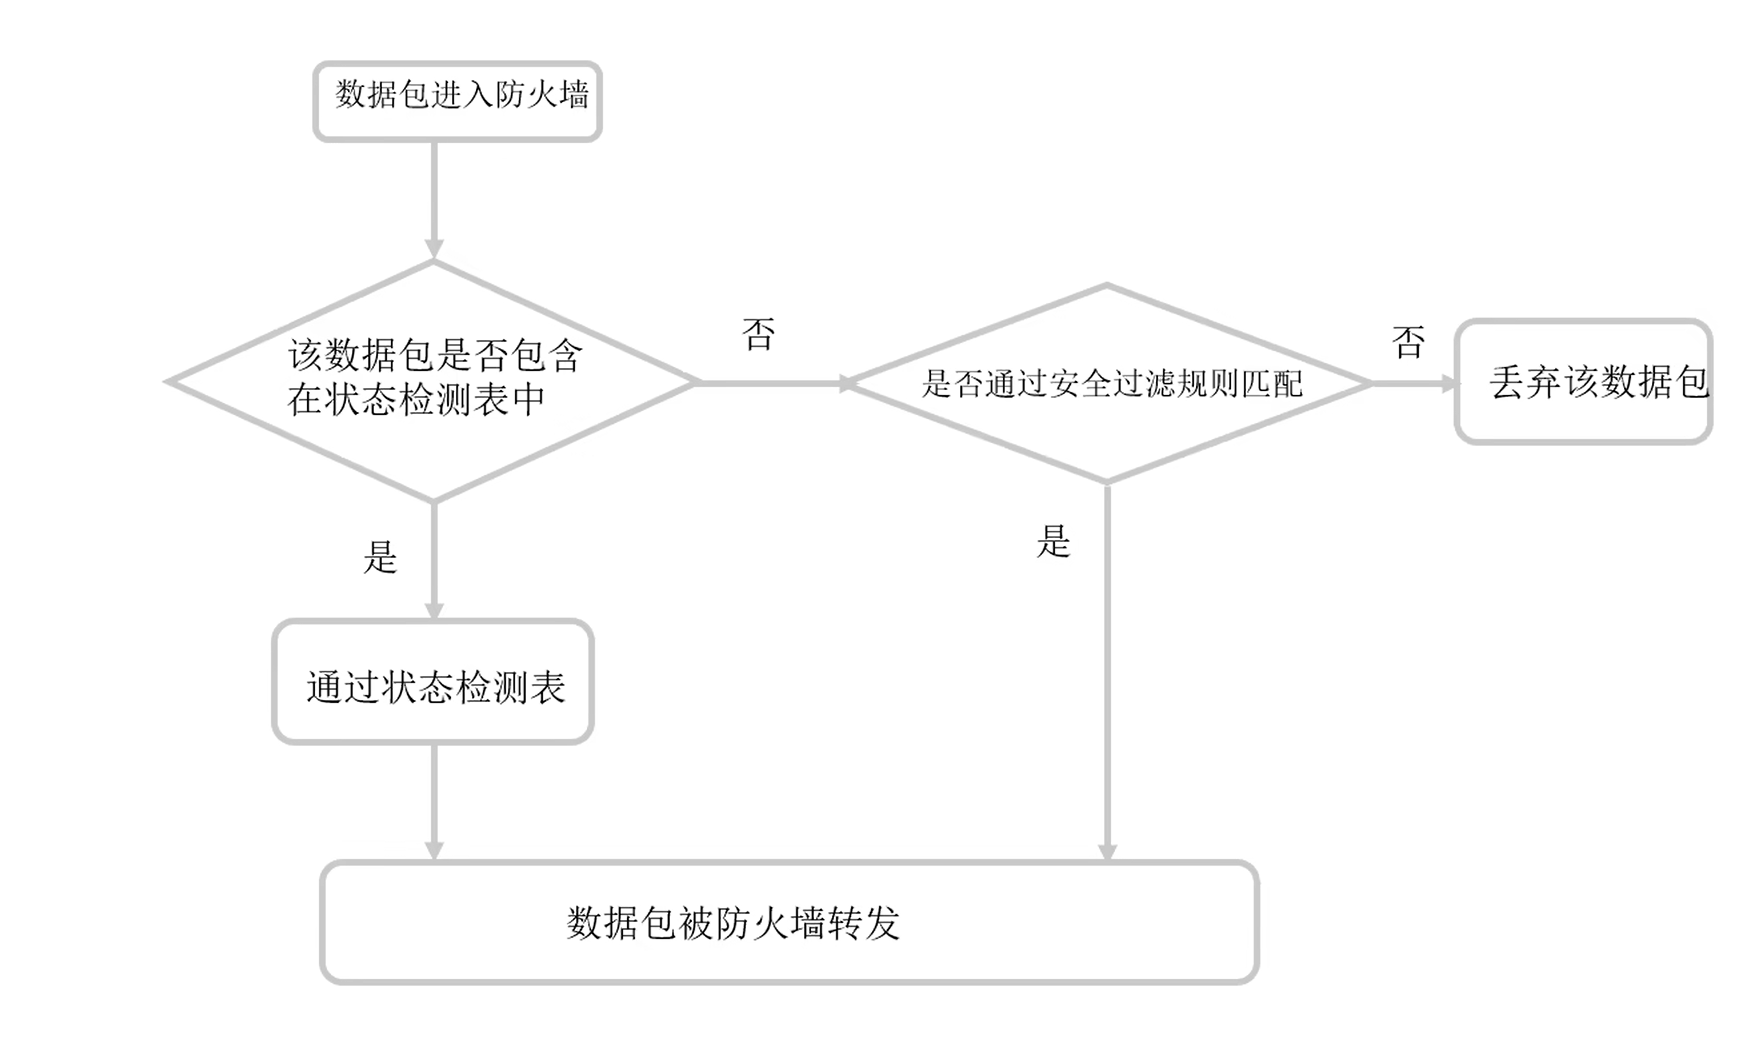 数据包进入防火墙
该数据包是否包含
在状态检测表中
否
是否通过安全过滤规则匹配
否
丢弃该数据包
是
是
通过状态检测表
数据包被防火墙转发